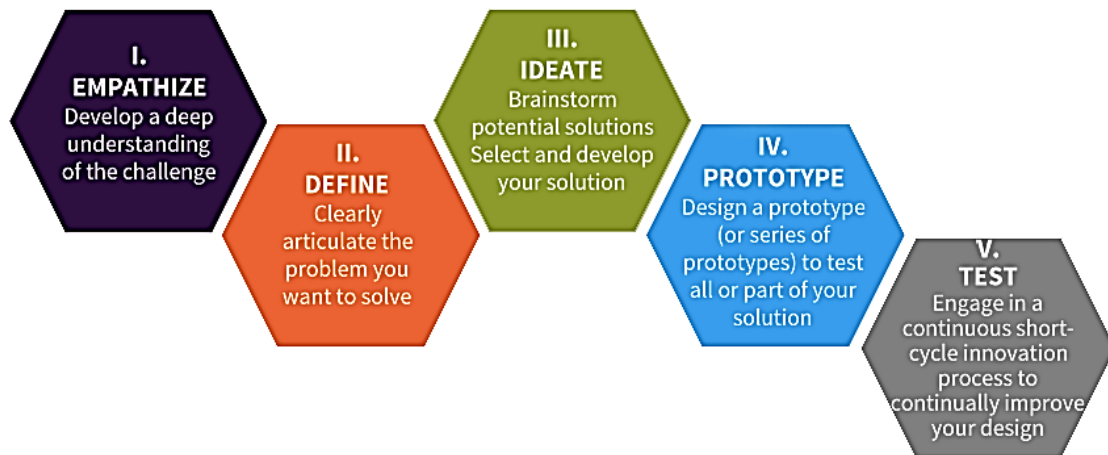 I.
EMPATHIZE
Develop a deep
understanding
of the challenge
II.
DEFINE
Clearly
articulate the
problem you
want to solve
III.
IDEATE
Brainstorm
potential solutions
Select and develop
your solution
IV.
PROTOTYPE
Design a prototype
(or series of
prototypes) to test
all or part of your
solution
V.
TEST
Engage in a
continuous short-
cycle innovation
process to
continually improve
your design